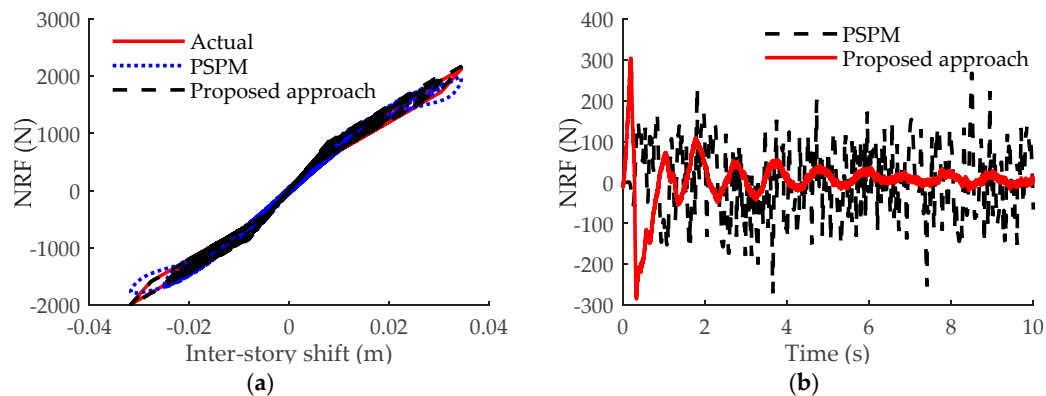 3000
2000
1000
0
-1000
-2000
NRF (N)
Actual
PSPM
Proposed approach
-0.04
-0.02
0
0.02
0.04
Inter-story shift (m)
(a)
400
300
200
100
0
-100
-200
-300
NRF (N)
PSPM
Proposed approach
0
2
4
6
8
10
Time (s)
(b)